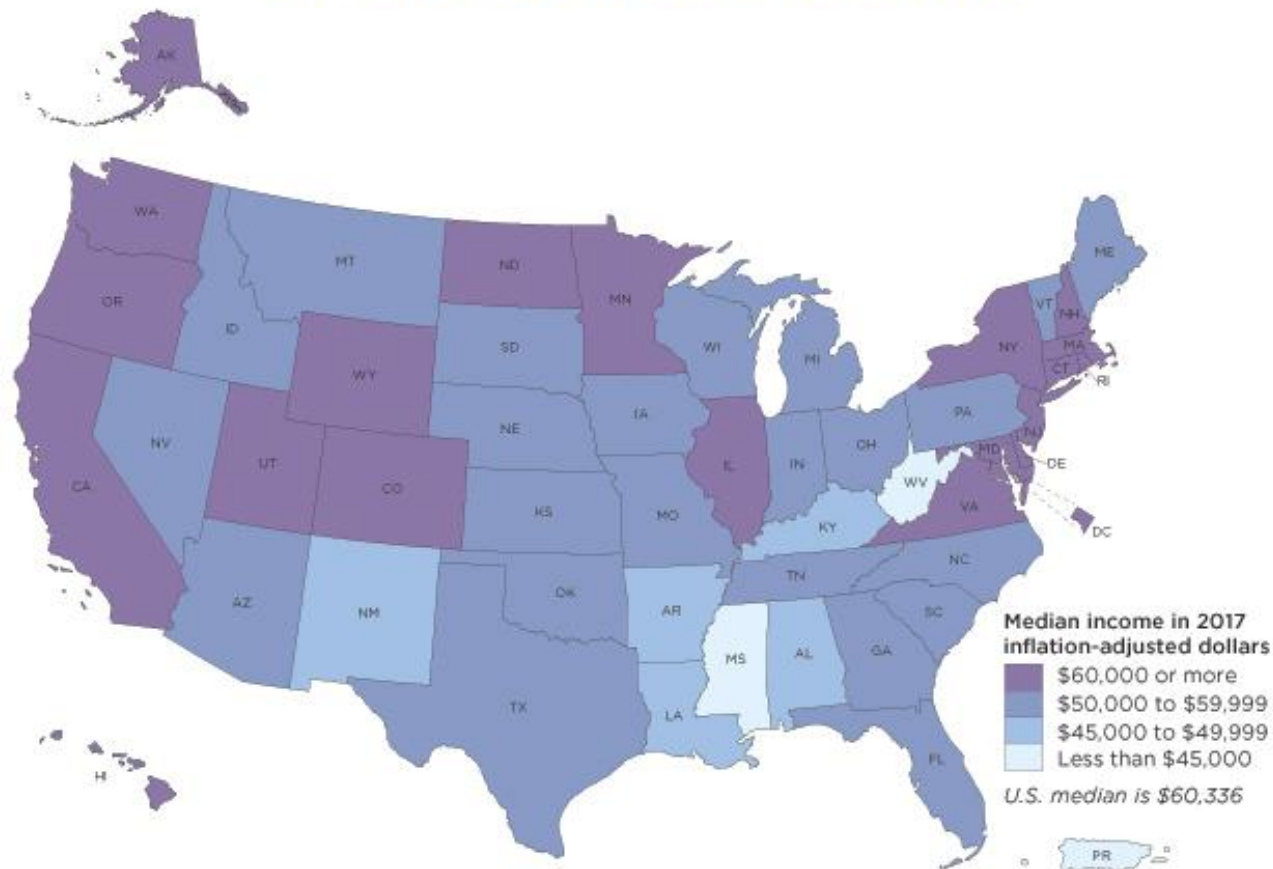 AK
WA
MT
ND
MN
ME
OR
ID
WY
SD
WI
MI
VT
NH
NY
MA
CT
RI
NV
UT
CO
NE
IA
IL
IN
OH
PA
NJ
MD
DE
DC
CA
KS
MO
KY
WV
VA
AZ
NM
OK
AR
TN
NC
SC
TX
LA
MS
AL
GA
FL
HI
Median income in 2017
inflation-adjusted dollars
$60,000 or more
$50,000 to $59,999
$45,000 to $49,999
Less than $45,000
U.S. median is $60,336
PR